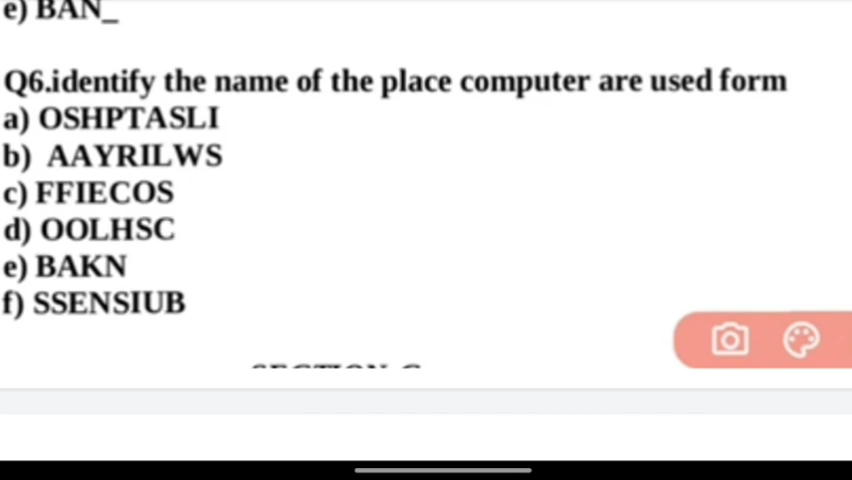 e) BAN_
Q6.identify the name of the place computer are used form
a) OSHPTASLI
b) AAYRILWS
c) FFIECOS
d) OOLHSC
e) BAKN
f) SSENSIUB